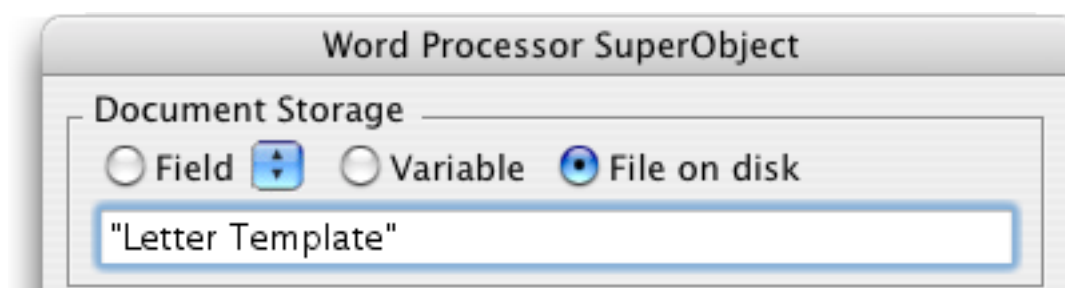 Word Processor SuperObject
Document Storage
Field Variable File on disk
"Letter Template"